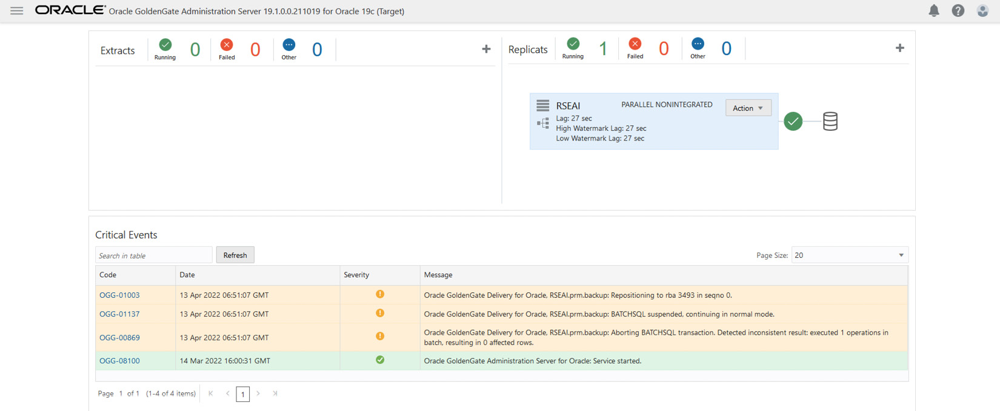 ORACLE® Oracle GoldenGate Administration Server 19.1.0.0.211019 for Oracle 19c (Target)
Extracts Running 0 Failed 0 Other 0
Replicats Running 1 Failed 0 Other 0
RSEAI PARALLEL NONINTEGRATED Action
Lag: 27 sec
High Watermark Lag: 27 sec
Low Watermark Lag: 27 sec
Critical Events
Search in table Refresh Page Size: 20
Code Date Severity Message
OGG-01003 13 Apr 2022 06:51:07 GMT Oracle GoldenGate Delivery for Oracle, RSEAI.prm.backup: Repositioning to rba 3493 in seqno 0.
OGG-01137 13 Apr 2022 06:51:07 GMT Oracle GoldenGate Delivery for Oracle, RSEAI.prm.backup: BATCHSQL suspended, continuing in normal mode.
OGG-00869 13 Apr 2022 06:51:07 GMT Oracle GoldenGate Delivery for Oracle, RSEAI.prm.backup: Aborting BATCHSQL transaction. Detected inconsistent result: executed 1 operations in
batch, resulting in 0 affected rows.
OGG-08100 14 Mar 2022 16:00:31 GMT Oracle GoldenGate Administration Server for Oracle: Service started.
Page 1 of 1 (1-4 of 4 items) 1